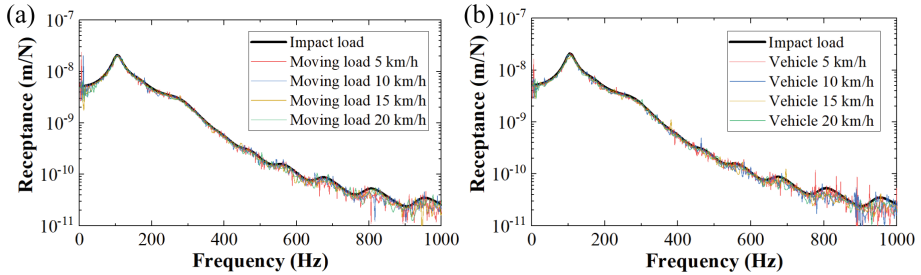 (a)
10⁻⁷
10⁻⁸
10⁻⁹
10⁻¹⁰
10⁻¹¹
Receptance (m/N)
Impact load
Moving load 5 km/h
Moving load 10 km/h
Moving load 15 km/h
Moving load 20 km/h
0 200 400 600 800 1000
Frequency (Hz)
(b)
10⁻⁷
10⁻⁸
10⁻⁹
10⁻¹⁰
10⁻¹¹
Receptance (m/N)
Impact load
Vehicle 5 km/h
Vehicle 10 km/h
Vehicle 15 km/h
Vehicle 20 km/h
0 200 400 600 800 1000
Frequency (Hz)